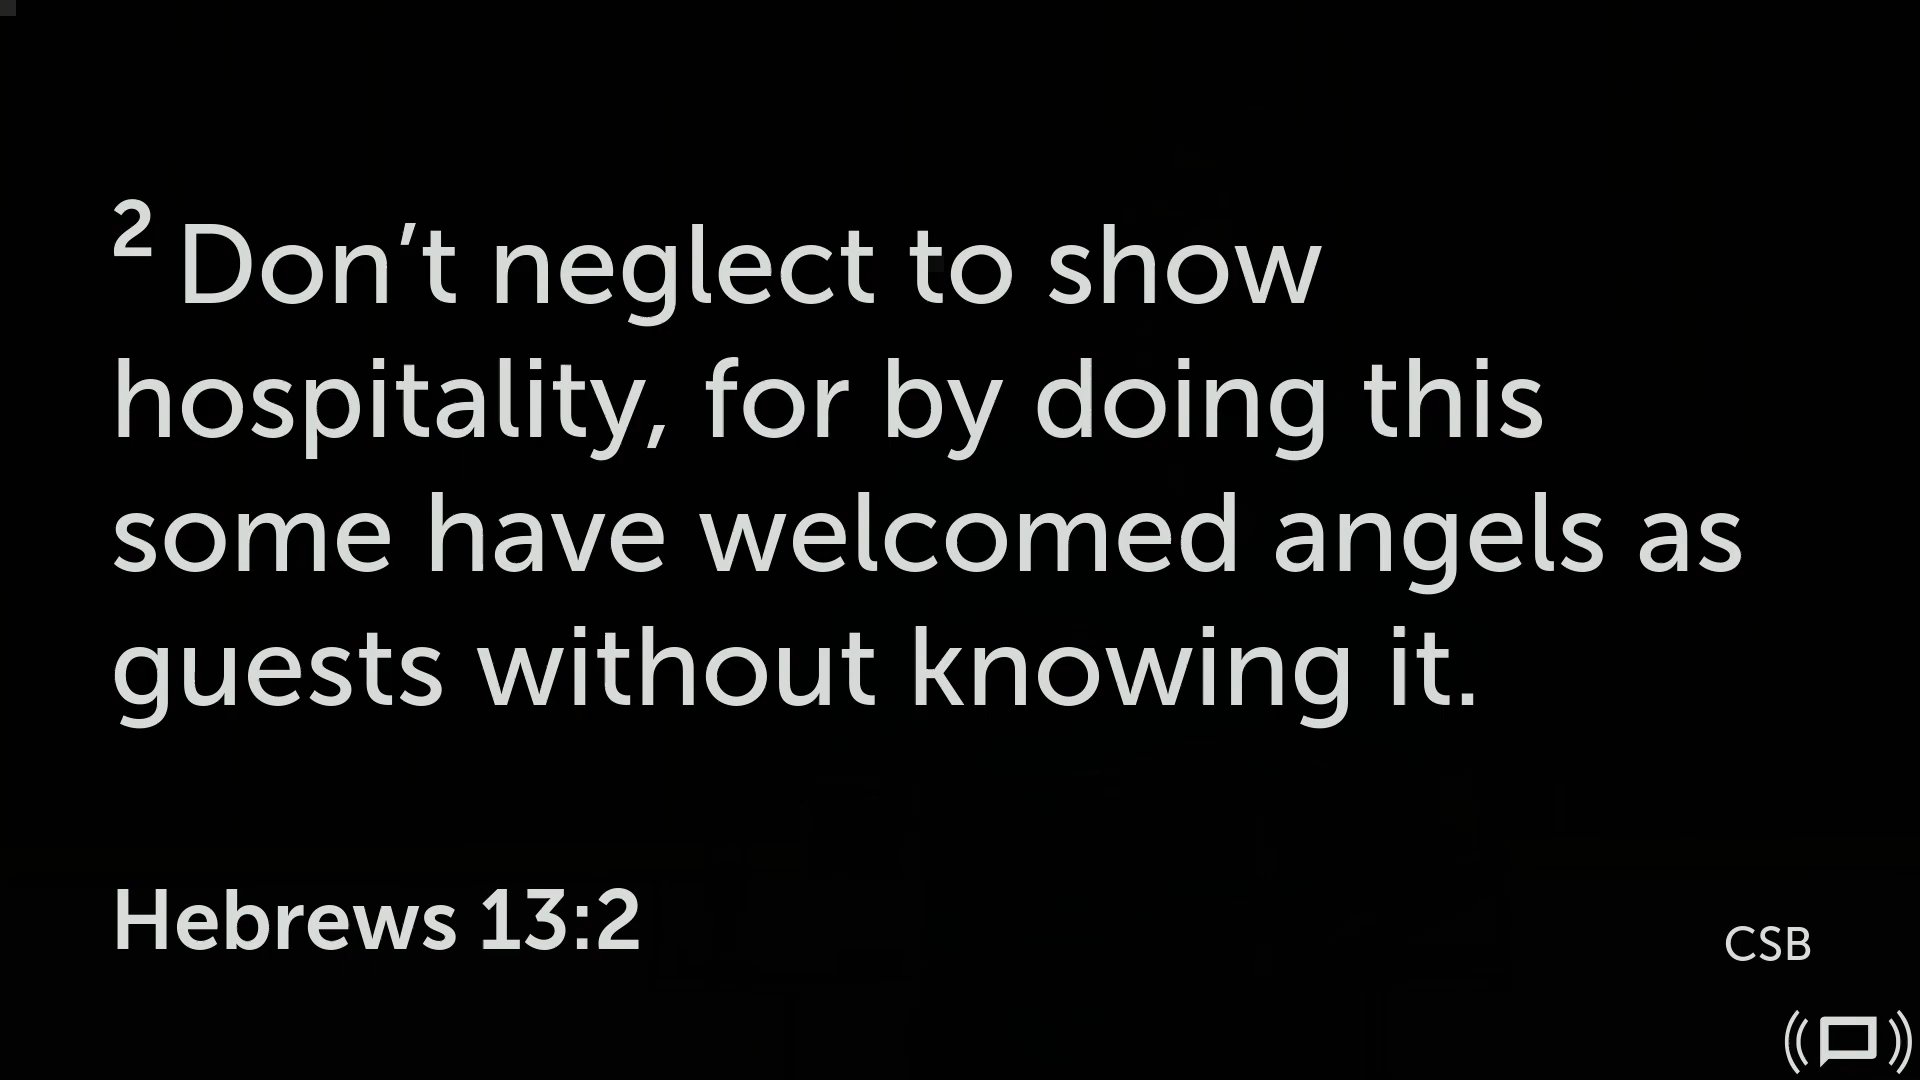 2 Don’t neglect to show
hospitality, for by doing this
some have welcomed angels as
guests without knowing it.
Hebrews 13:2
CSB